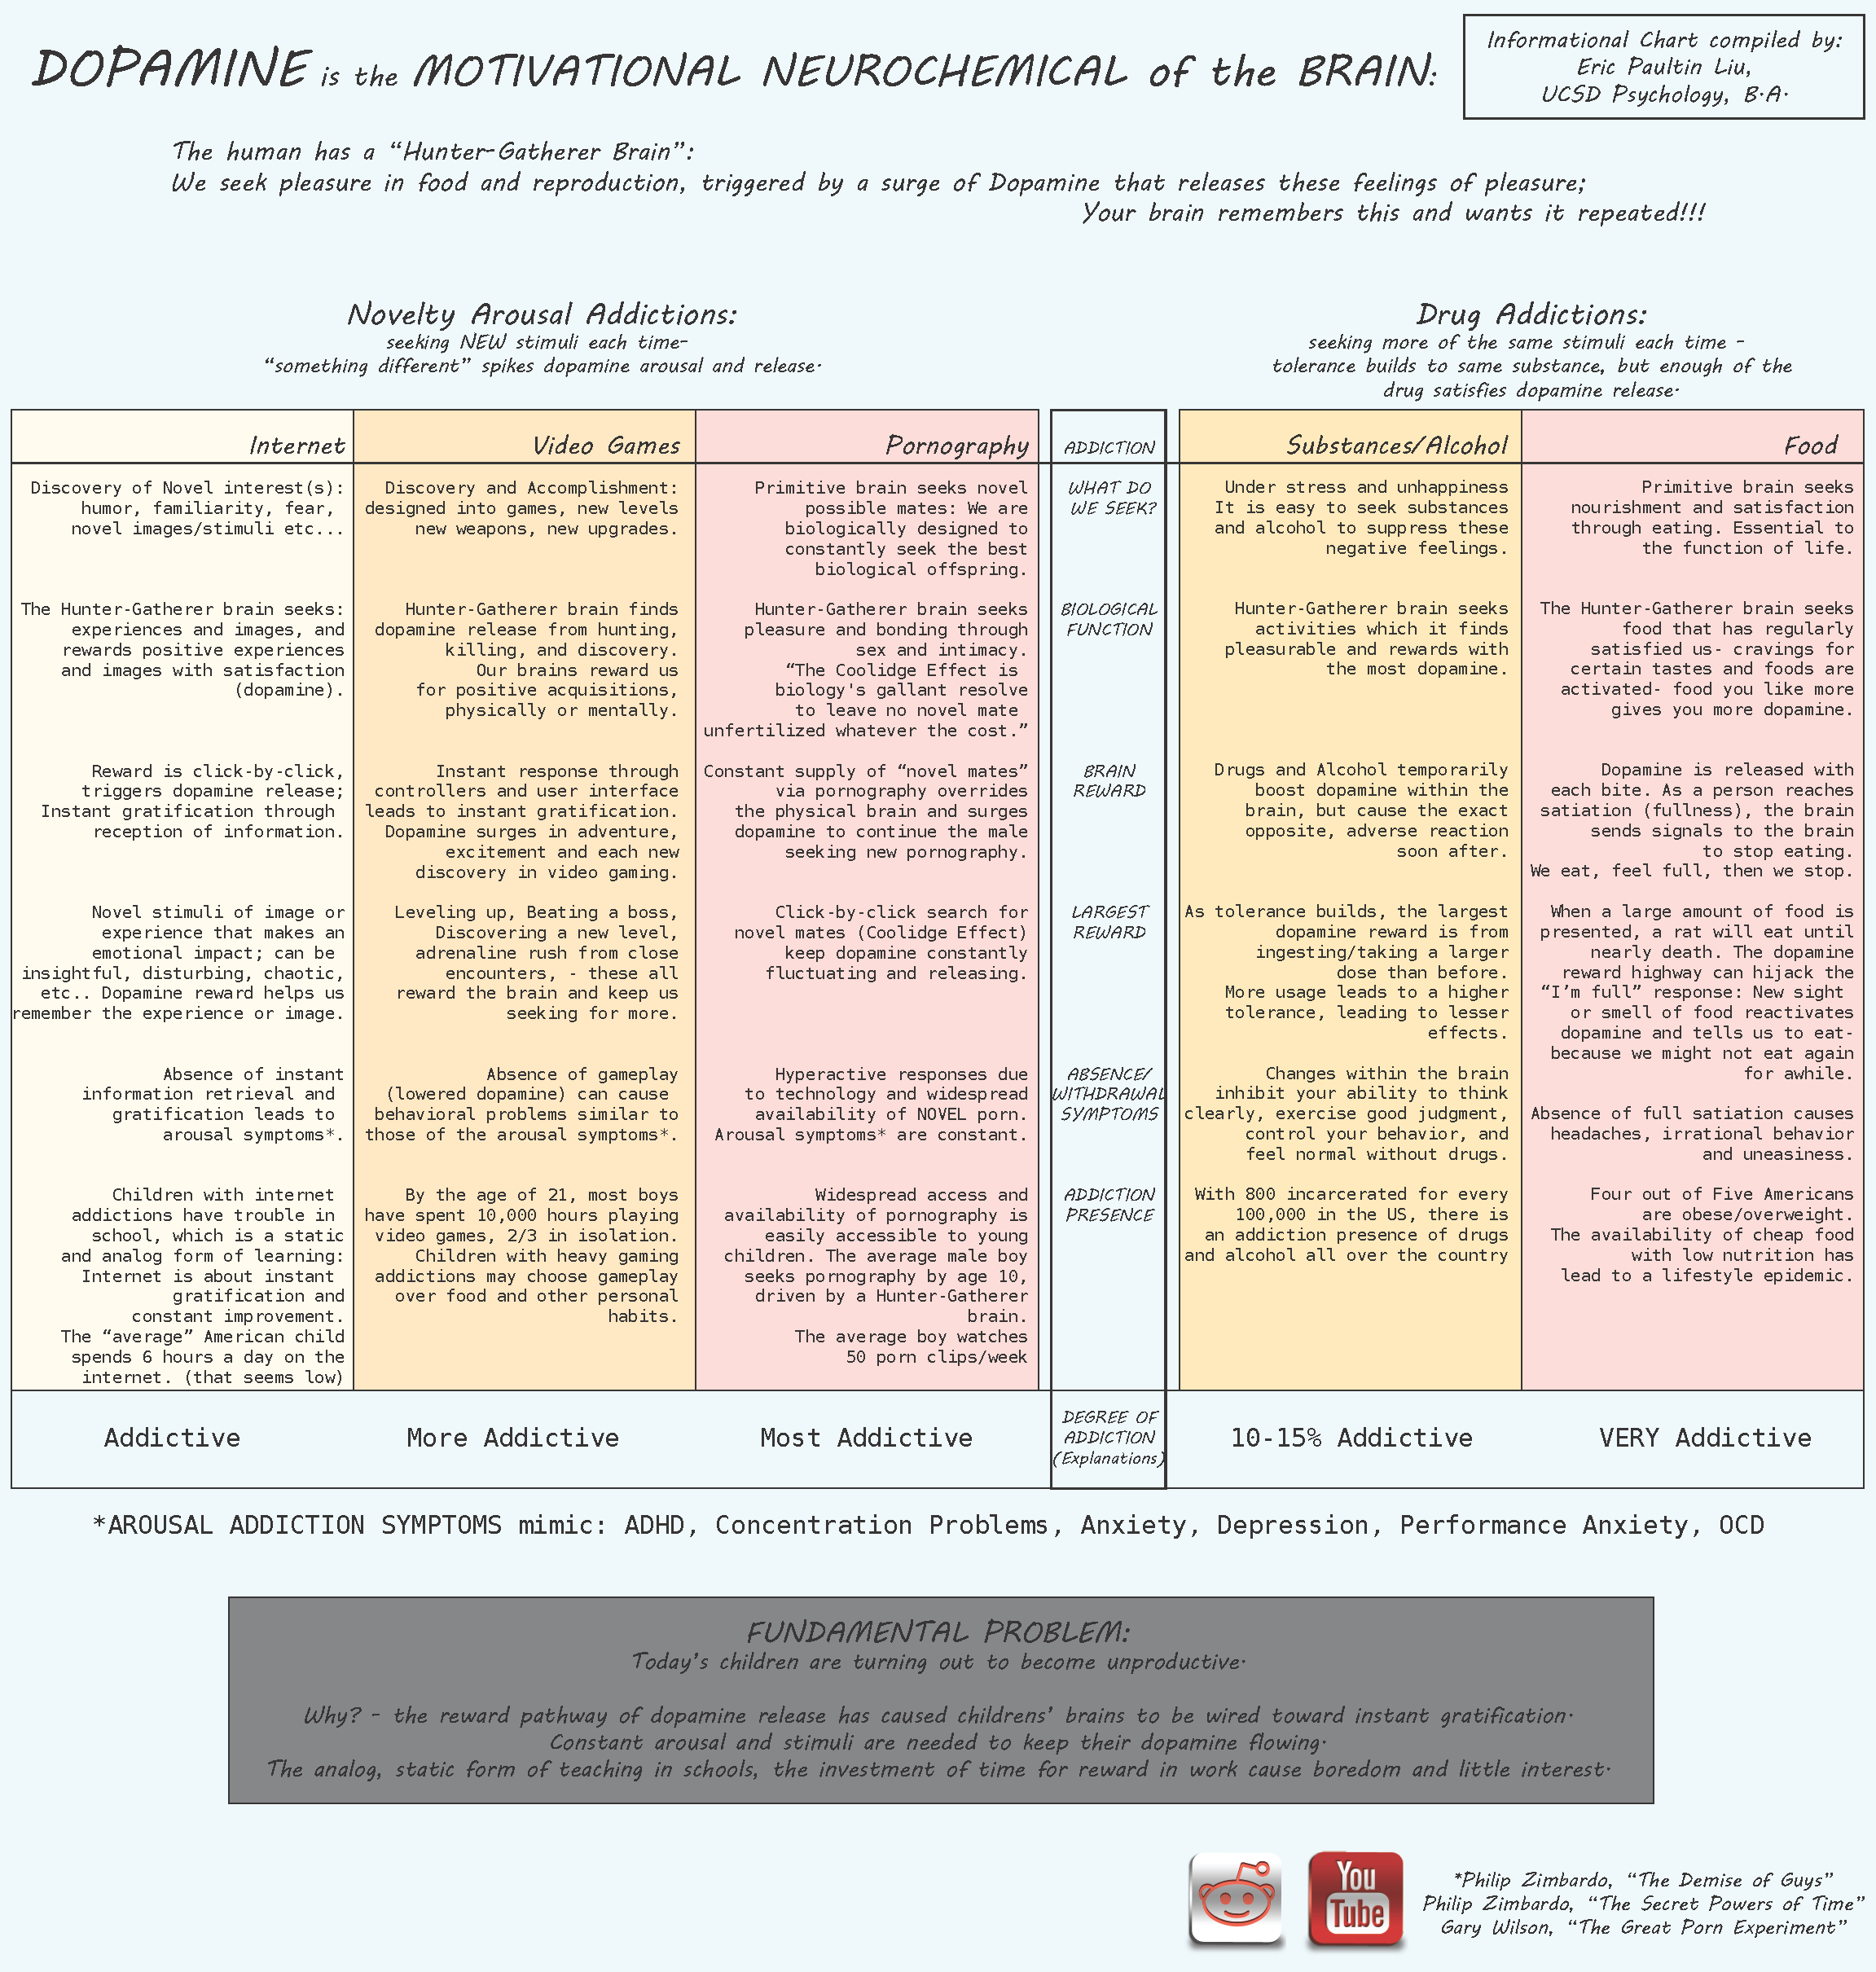 DOPAMINE is the MOTIVATIONAL NEUROCHEMICAL of the BRAIN:
Informational Chart compiled by:
Eric Paultin Liu,
UCSD Psychology, B.A.
The human has a “Hunter-Gatherer Brain”:
We seek pleasure in food and reproduction, triggered by a surge of Dopamine that releases these feelings of pleasure;
Your brain remembers this and wants it repeated!!!
Novelty Arousal Addictions:
seeking NEW stimuli each time-
“something different” spikes dopamine arousal and release.
Drug Addictions:
seeking more of the same stimuli each time -
tolerance builds to same substance, but enough of the
drug satisfies dopamine release.
Internet
Discovery of Novel interest(s):
humor, familiarity, fear,
novel images/stimuli etc...
The Hunter-Gatherer brain seeks:
experiences and images, and
rewards positive experiences
and images with satisfaction
(dopamine).
Reward is click-by-click,
triggers dopamine release;
Instant gratification through
reception of information.
Novel stimuli of image or
experience that makes an
emotional impact; can be
insightful, disturbing, chaotic,
etc.. Dopamine reward helps us
remember the experience or image.
Absence of instant
information retrieval and
gratification leads to
arousal symptoms*.
Children with internet
addictions have trouble in
school, which is a static
and analog form of learning:
Internet is about instant
gratification and
constant improvement.
The “average” American child
spends 6 hours a day on the
internet. (that seems low)
Addictive
Video Games
Discovery and Accomplishment:
designed into games, new levels
new weapons, new upgrades.
Hunter-Gatherer brain finds
dopamine release from hunting,
killing, and discovery.
Our brains reward us
for positive acquisitions,
physically or mentally.
Instant response through
controllers and user interface
leads to instant gratification.
Dopamine surges in adventure,
excitement and each new
discovery in video gaming.
Leveling up, Beating a boss,
Discovering a new level,
adrenaline rush from close
encounters, - these all
reward the brain and keep us
seeking for more.
Absence of gameplay
(lowered dopamine) can cause
behavioral problems similar to
those of the arousal symptoms*.
By the age of 21, most boys
have spent 10,000 hours playing
video games, 2/3 in isolation.
Children with heavy gaming
addictions may choose gameplay
over food and other personal
habits.
More Addictive
Pornography
Primitive brain seeks novel
possible mates: We are
biologically designed to
constantly seek the best
biological offspring.
Hunter-Gatherer brain seeks
pleasure and bonding through
sex and intimacy.
“The Coolidge Effect is
biology's gallant resolve
to leave no novel mate
unfertilized whatever the cost.”
Constant supply of “novel mates”
via pornography overrides
the physical brain and surges
dopamine to continue the male
seeking new pornography.
Click-by-click search for
novel mates (Coolidge Effect)
keep dopamine constantly
fluctuating and releasing.
Hyperactive responses due
to technology and widespread
availability of NOVEL porn.
Arousal symptoms* are constant.
Widespread access and
availability of pornography is
easily accessible to young
children. The average male boy
seeks pornography by age 10,
driven by a Hunter-Gatherer
brain.
The average boy watches
50 porn clips/week
Most Addictive
ADDICTION
WHAT DO
WE SEEK?
BIOLOGICAL
FUNCTION
BRAIN
REWARD
LARGEST
REWARD
ABSENCE/
WITHDRAWAL
SYMPTOMS
ADDICTION
PRESENCE
DEGREE OF
ADDICTION
(Explanations)
Substances/Alcohol
Under stress and unhappiness
It is easy to seek substances
and alcohol to suppress these
negative feelings.
Hunter-Gatherer brain seeks
activities which it finds
pleasurable and rewards with
the most dopamine.
Drugs and Alcohol temporarily
boost dopamine within the
brain, but cause the exact
opposite, adverse reaction
soon after.
As tolerance builds, the largest
dopamine reward is from
ingesting/taking a larger
dose than before.
More usage leads to a higher
tolerance, leading to lesser
effects.
Changes within the brain
inhibit your ability to think
clearly, exercise good judgment,
control your behavior, and
feel normal without drugs.
With 800 incarcerated for every
100,000 in the US, there is
an addiction presence of drugs
and alcohol all over the country
10-15% Addictive
Food
Primitive brain seeks
nourishment and satisfaction
through eating. Essential to
the function of life.
The Hunter-Gatherer brain seeks
food that has regularly
satisfied us- cravings for
certain tastes and foods are
activated- food you like more
gives you more dopamine.
Dopamine is released with
each bite. As a person reaches
satiation (fullness), the brain
sends signals to the brain
to stop eating.
We eat, feel full, then we stop.
When a large amount of food is
presented, a rat will eat until
nearly death. The dopamine
reward highway can hijack the
“I’m full” response: New sight
or smell of food reactivates
dopamine and tells us to eat-
because we might not eat again
for awhile.
Absence of full satiation causes
headaches, irrational behavior
and uneasiness.
Four out of Five Americans
are obese/overweight.
The availability of cheap food
with low nutrition has
lead to a lifestyle epidemic.
VERY Addictive
*AROUSAL ADDICTION SYMPTOMS mimic: ADHD, Concentration Problems, Anxiety, Depression, Performance Anxiety, OCD
FUNDAMENTAL PROBLEM:
Today’s children are turning out to become unproductive.
Why? - the reward pathway of dopamine release has caused childrens’ brains to be wired toward instant gratification.
Constant arousal and stimuli are needed to keep their dopamine flowing.
The analog, static form of teaching in schools, the investment of time for reward in work cause boredom and little interest.
You
Tube
*Philip Zimbardo, “The Demise of Guys”
Philip Zimbardo, “The Secret Powers of Time”
Gary Wilson, “The Great Porn Experiment”